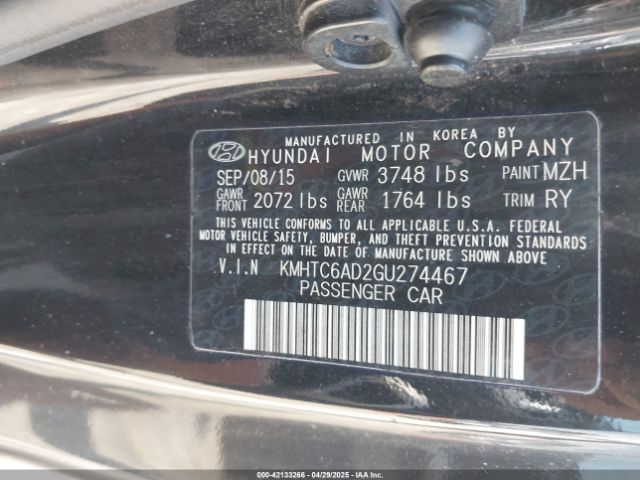 MANUFACTURED IN KOREA BY
HYUNDAI MOTOR COMPANY
SEP/08/15 GVWR 3748 lbs PAINT MZH
GAWR FRONT 2072 lbs GAWR REAR 1764 lbs TRIM RY
THIS VEHICLE CONFORMS TO ALL APPLICABLE U.S.A. FEDERAL
MOTOR VEHICLE SAFETY, BUMPER, AND THEFT PREVENTION
STANDARDS IN EFFECT ON THE DATE OF
MANUFACTURE SHOWN ABOVE
V.I.N KMHTC6AD2GU274467
PASSENGER CAR
000-42133266 - 04/29/2025 - IAAI.COM